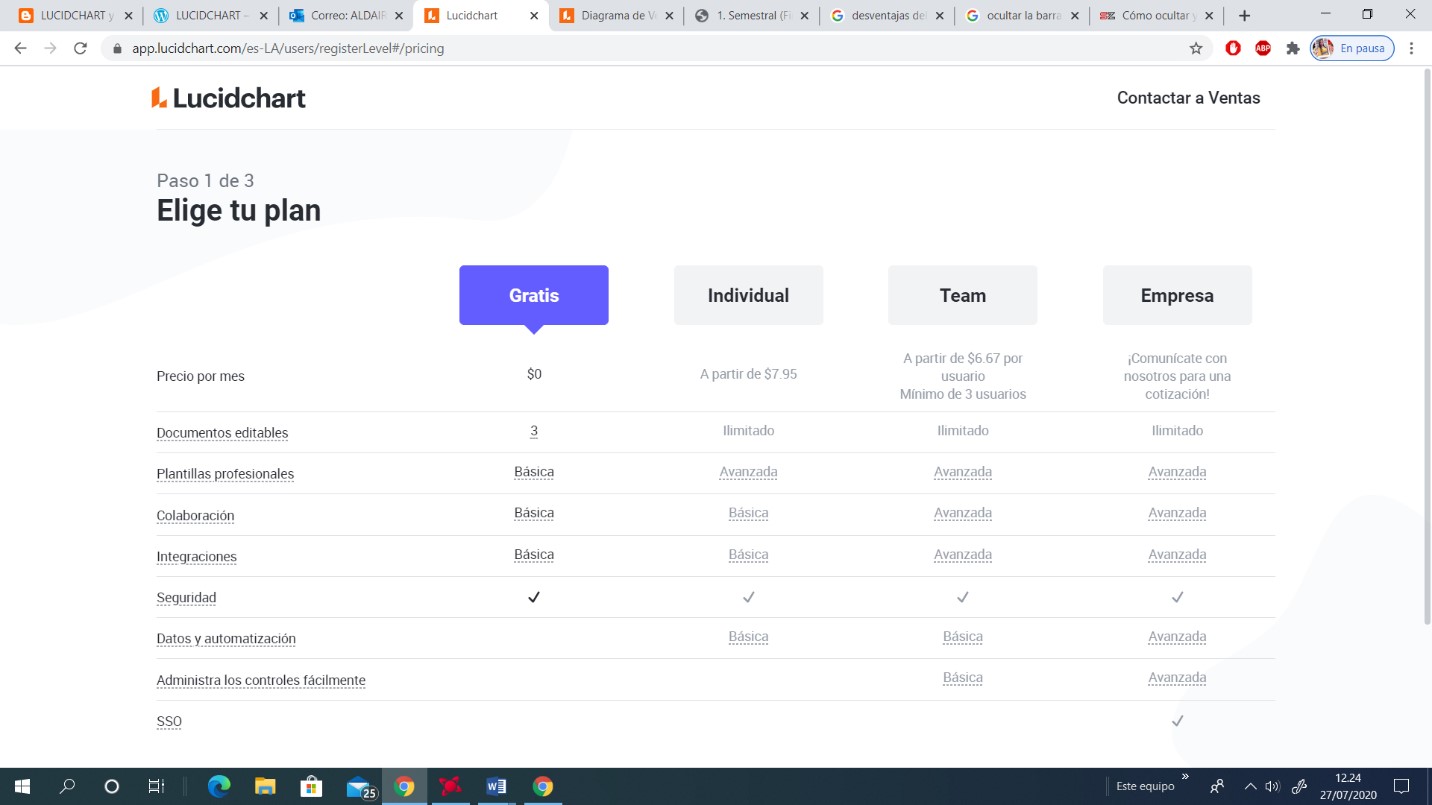 LUCIDCHART y
LUCIDCHART –
Correo: ALDAIR
Lucidchart
Diagrama de V
1. Semestral (Fi
desventajas del
ocultar la barra
Cómo ocultar y
app.lucidchart.com/es-LA/users/registerLevel#/pricing
ABP
En pausa
Lucidchart
Contactar a Ventas
Paso 1 de 3
Elige tu plan
Gratis
Individual
Team
Empresa
Precio por mes
$0
A partir de $7.95
A partir de $6.67 por
usuario
Mínimo de 3 usuarios
¡Comunícate con
nosotros para una
cotización!
Documentos editables
3
Ilimitado
Ilimitado
Ilimitado
Plantillas profesionales
Básica
Avanzada
Avanzada
Avanzada
Colaboración
Básica
Básica
Avanzada
Avanzada
Integraciones
Básica
Básica
Avanzada
Avanzada
Seguridad
Datos y automatización
Básica
Básica
Avanzada
Administra los controles fácilmente
Básica
Avanzada
SSO
25
Este equipo
12.24
27/07/2020